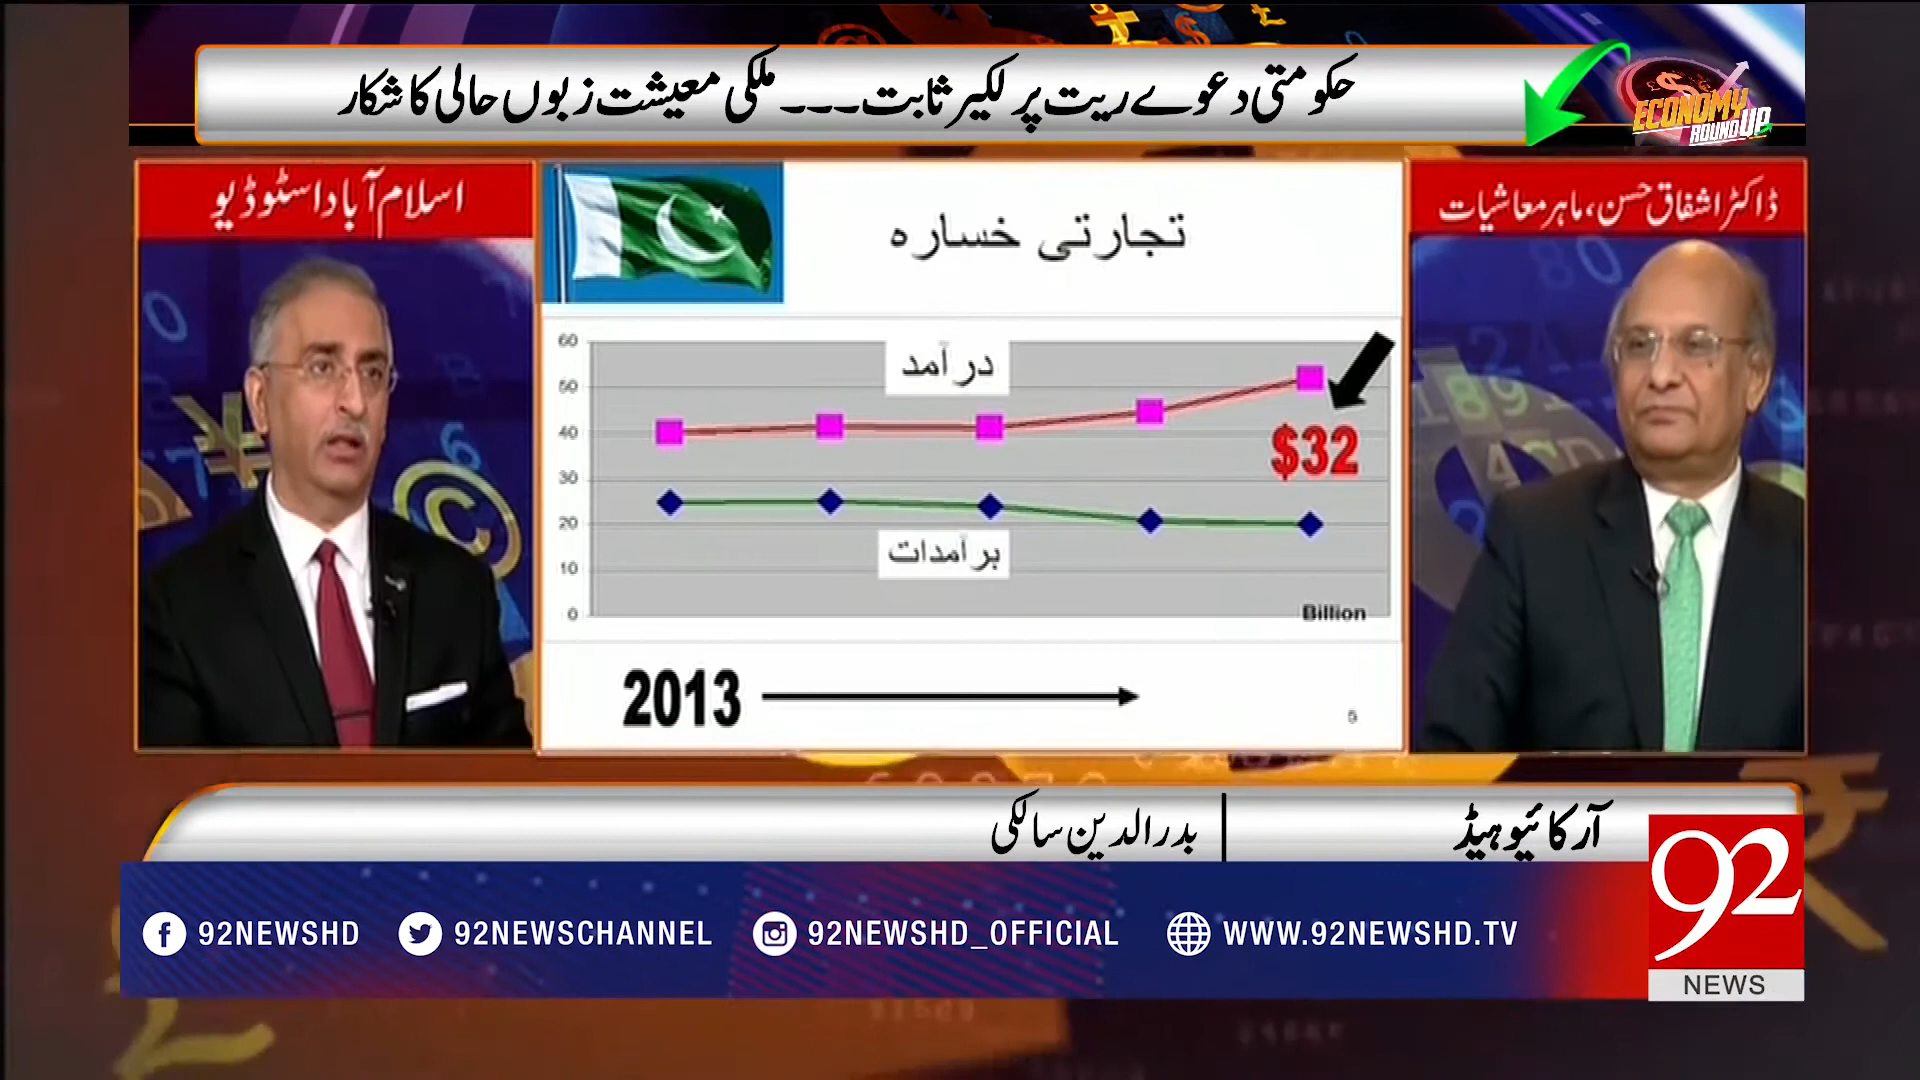 حکومتی دعوے ریت پر لکیر ثابت۔۔۔ملکی معیشت زبوں حالی کا شکار
ECONOMY
ROUNDUP
ڈاکٹر اشفاق حسن، ماہر معاشیات
اسلام آباد اسٹوڈیو
تجارتی خسارہ
60
50
40
30
20
10
0
درآمد
$32
برآمدات
Billion
2013
5
آرکائیو ہیڈ
بدرالدین سالکی
92NEWSHD
92NEWSCHANNEL
92NEWSHD_OFFICIAL
WWW.92NEWSHD.TV
92
NEWS